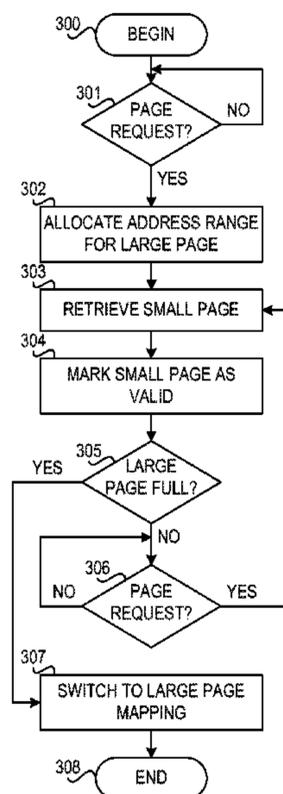 300
BEGIN
301
PAGE
REQUEST?
NO
YES
302
ALLOCATE ADDRESS RANGE
FOR LARGE PAGE
303
RETRIEVE SMALL PAGE
304
MARK SMALL PAGE AS
VALID
305
YES
LARGE
PAGE FULL?
NO
306
NO
PAGE
REQUEST?
YES
307
SWITCH TO LARGE PAGE
MAPPING
308
END